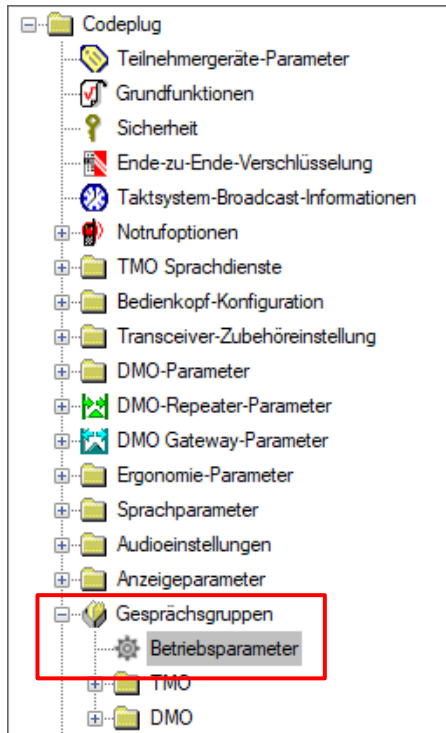 Codeplug
Teilnehmergeräte-Parameter
Grundfunktionen
Sicherheit
Ende-zu-Ende-Verschlüsselung
Taktsystem-Broadcast-Informationen
Notrufoptionen
TMO Sprachdienste
Bedienkopf-Konfiguration
Transceiver-Zubehöreinstellung
DMO-Parameter
DMO-Repeater-Parameter
DMO Gateway-Parameter
Ergonomie-Parameter
Sprachparameter
Audioeinstellungen
Anzeigeparameter
Gesprächsgruppen
Betriebsparameter
TMO
DMO